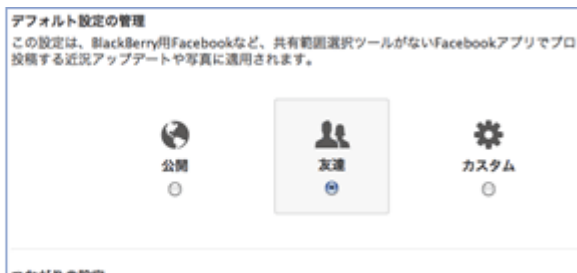 デフォルト設定の管理
この設定は、BlackBerry用Facebookなど、共有範囲選択ツールがないFacebookアプリでプロ
投稿する近況アップデートや写真に適用されます。
公開
友達
カスタム